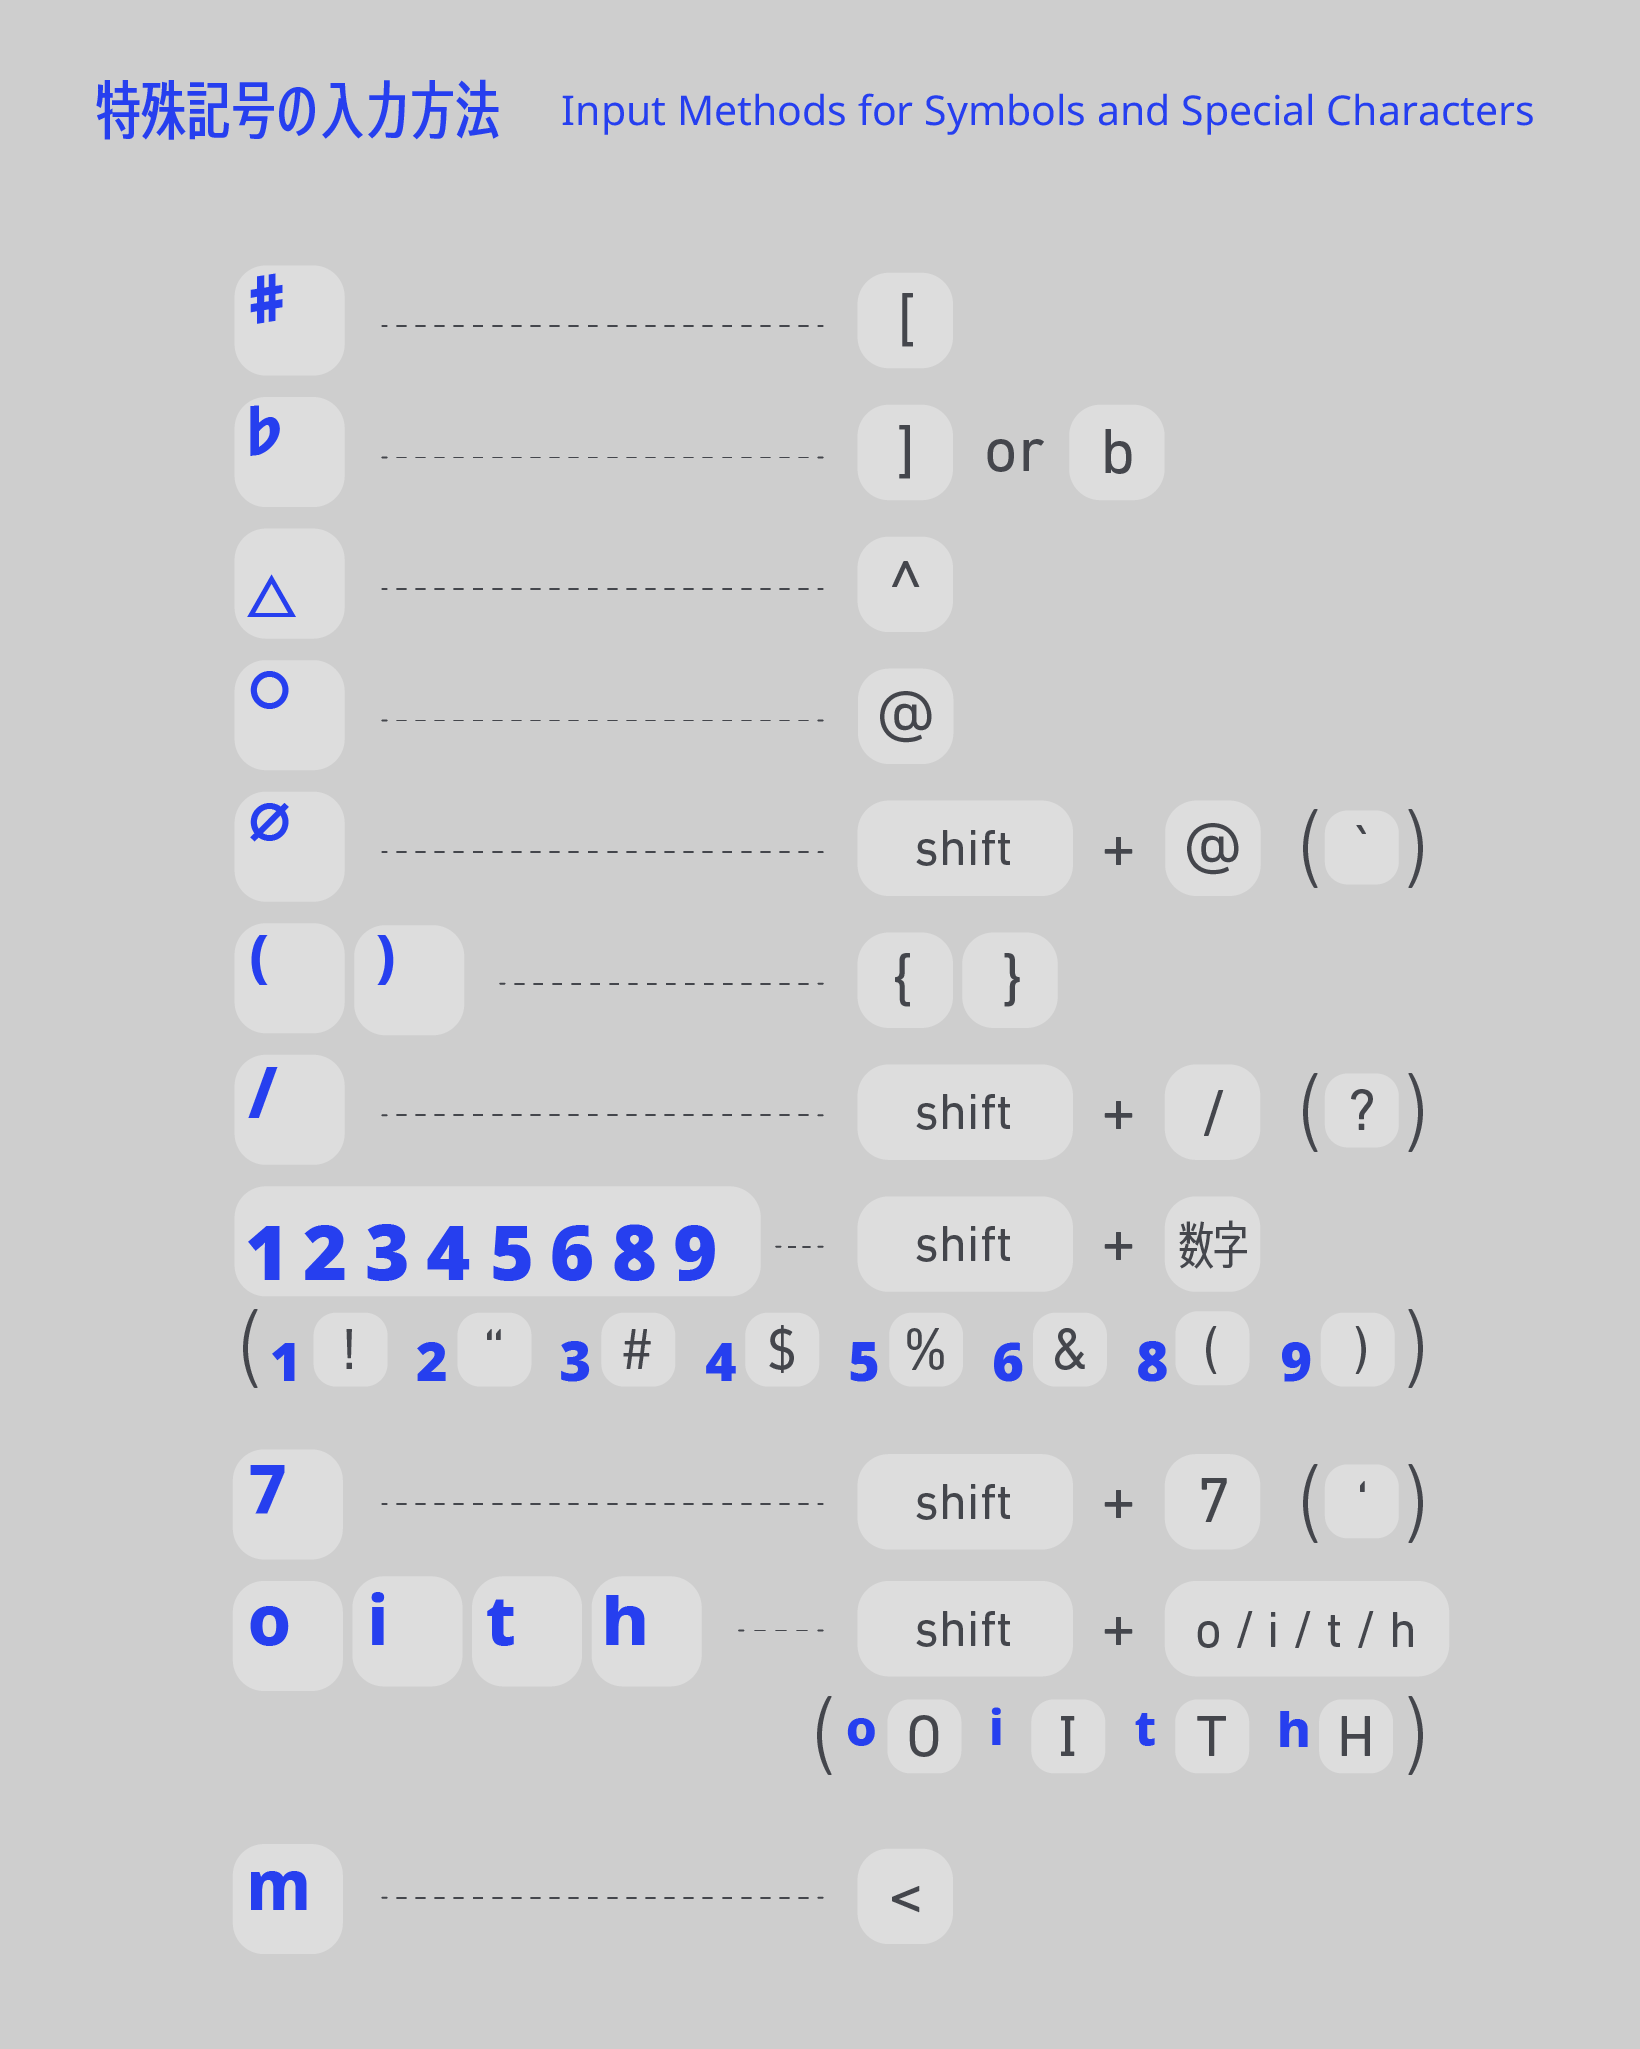 特殊記号の入力方法 Input Methods for Symbols and Special Characters
# [
♭ ] or b
△ ^
○ @
∅ shift + @ ( ` )
( ) { }
/ shift + / ( ? )
1 2 3 4 5 6 8 9 shift + 数字
( 1 ! 2 “ 3 # 4 $ 5 % 6 & 8 ( 9 ) )
7 shift + 7 ( ‘ )
o i t h shift + o / i / t / h
( o O i I t T h H )
m <